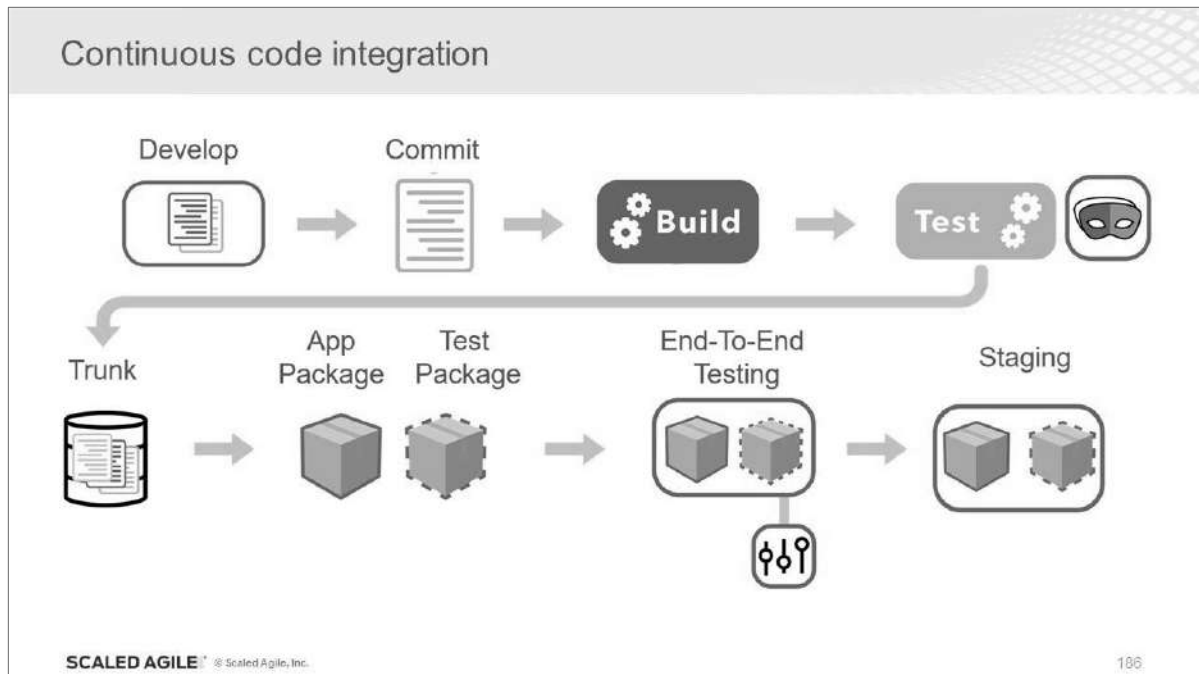 Continuous code integration
Develop
Commit
Build
Test
Trunk
App
Package
Test
Package
End-To-End
Testing
Staging
SCALED AGILE ® © Scaled Agile, Inc.
186